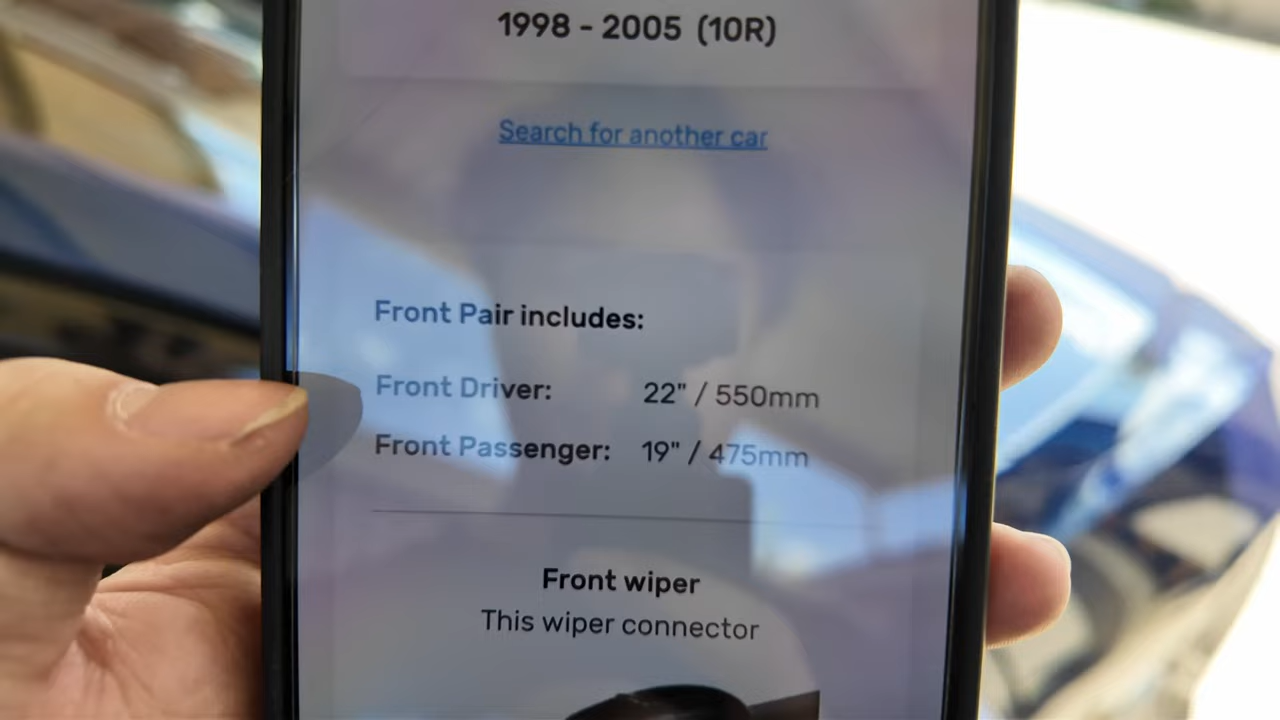 1998 - 2005 (10R)
Search for another car
Front Pair includes:
Front Driver: 22" / 550mm
Front Passenger: 19" / 475mm
Front wiper
This wiper connector